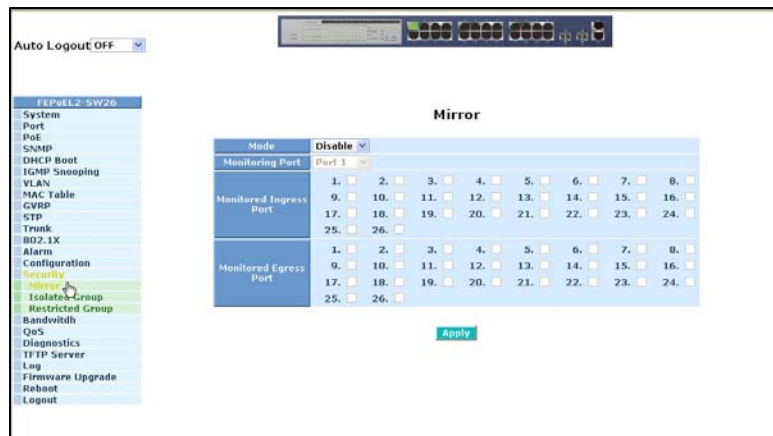 Auto Logout OFF
FEPoEL2-SW26
System
Port
PoE
SNMP
DHCP Boot
IGMP Snooping
VLAN
MAC Table
GVRP
STP
Trunk
802.1X
Alarm
Configuration
Security
Mirror
Isolated Group
Restricted Group
Bandwitdh
QoS
Diagnostics
TFTP Server
Log
Firmware Upgrade
Reboot
Logout
Mirror
Mode Disable
Monitoring Port Port 1
Monitored Ingress Port
1. 2. 3. 4. 5. 6. 7. 8.
9. 10. 11. 12. 13. 14. 15. 16.
17. 18. 19. 20. 21. 22. 23. 24.
25. 26.
Monitored Egress Port
1. 2. 3. 4. 5. 6. 7. 8.
9. 10. 11. 12. 13. 14. 15. 16.
17. 18. 19. 20. 21. 22. 23. 24.
25. 26.
Apply